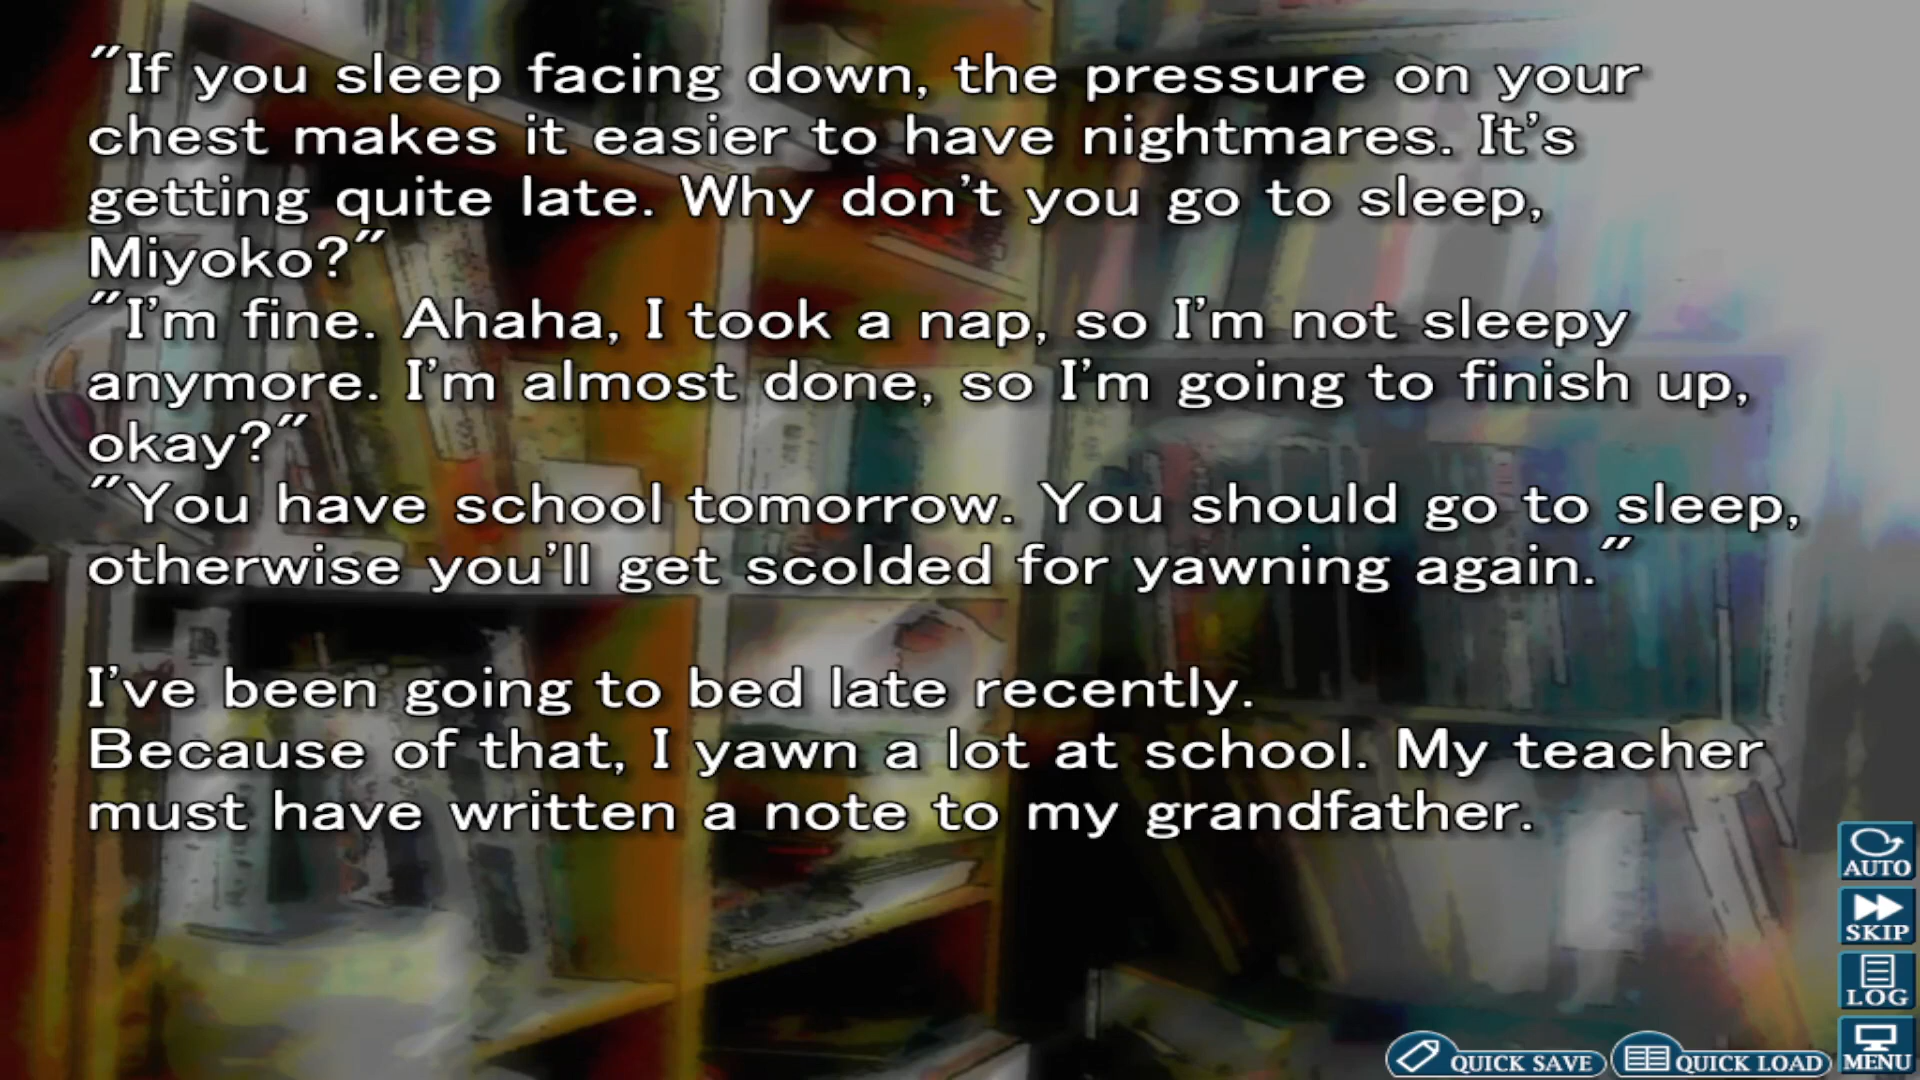 "If you sleep facing down, the pressure on your
chest makes it easier to have nightmares. It's
getting quite late. Why don't you go to sleep,
Miyoko?"
"I'm fine. Ahaha, I took a nap, so I'm not sleepy
anymore. I'm almost done, so I'm going to finish up,
okay?"
"You have school tomorrow. You should go to sleep,
otherwise you'll get scolded for yawning again."
I've been going to bed late recently.
Because of that, I yawn a lot at school. My teacher
must have written a note to my grandfather.
AUTO
SKIP
LOG
MENU
QUICK SAVE
QUICK LOAD